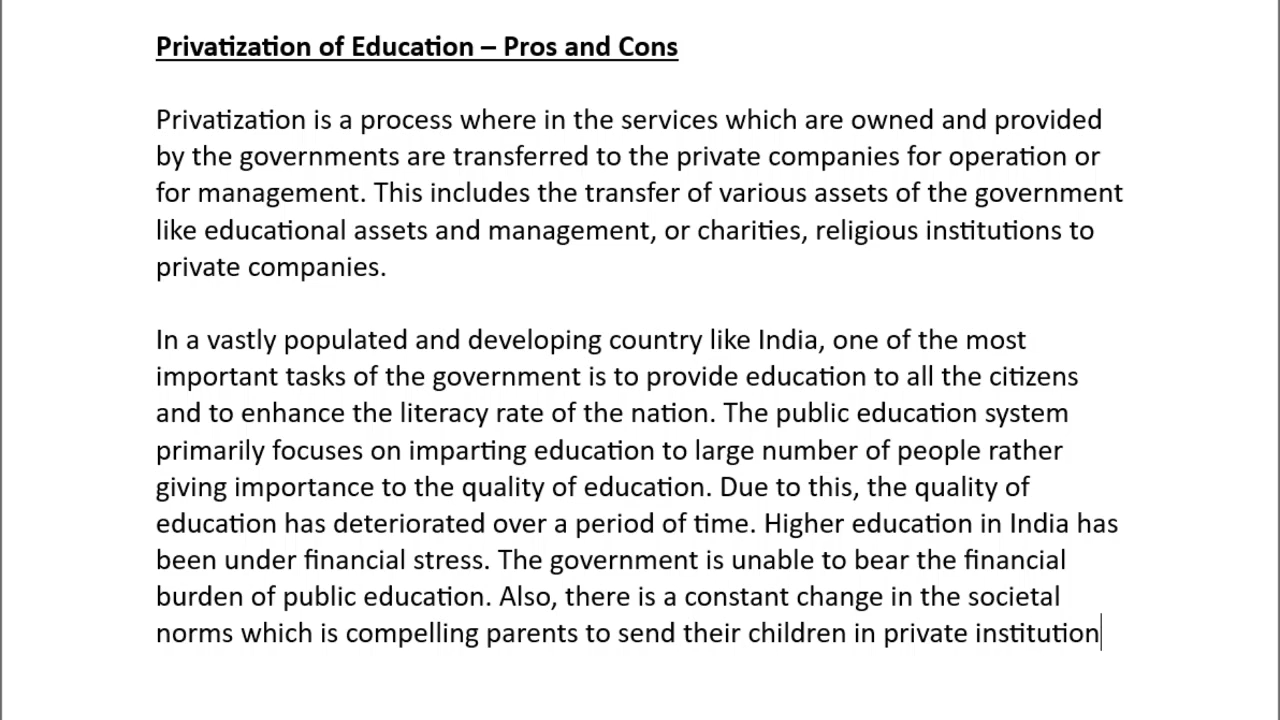 Privatization of Education – Pros and Cons
Privatization is a process where in the services which are owned and provided
by the governments are transferred to the private companies for operation or
for management. This includes the transfer of various assets of the government
like educational assets and management, or charities, religious institutions to
private companies.
In a vastly populated and developing country like India, one of the most
important tasks of the government is to provide education to all the citizens
and to enhance the literacy rate of the nation. The public education system
primarily focuses on imparting education to large number of people rather
giving importance to the quality of education. Due to this, the quality of
education has deteriorated over a period of time. Higher education in India has
been under financial stress. The government is unable to bear the financial
burden of public education. Also, there is a constant change in the societal
norms which is compelling parents to send their children in private institution